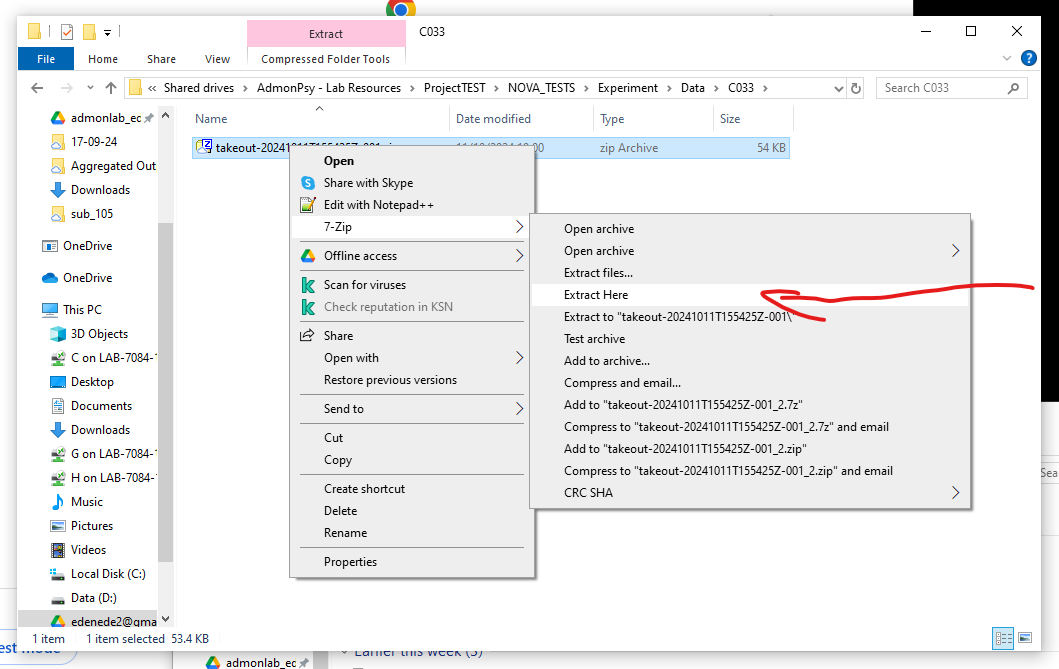 Extract
C033
File
Home
Share
View
Compressed Folder Tools
« Shared drives > AdmonPsy - Lab Resources > ProjectTEST > NOVA_TESTS > Experiment > Data > C033 >
Search C033
Name
Date modified
Type
Size
takeout-20241011T155425Z-001.zip
zip Archive
54 KB
admonlab_ec
17-09-24
Aggregated Out
Downloads
sub_105
OneDrive
OneDrive
This PC
3D Objects
C on LAB-7084-1
Desktop
Documents
Downloads
G on LAB-7084-
H on LAB-7084-
Music
Pictures
Videos
Local Disk (C:)
Data (D:)
edenede2@gma
Open
Share with Skype
Edit with Notepad++
7-Zip
Offline access
Scan for viruses
Check reputation in KSN
Share
Open with
Restore previous versions
Send to
Cut
Copy
Create shortcut
Delete
Rename
Properties
Open archive
Open archive
Extract files...
Extract Here
Extract to "takeout-20241011T155425Z-001\"
Test archive
Add to archive...
Compress and email...
Add to "takeout-20241011T155425Z-001_2.7z"
Compress to "takeout-20241011T155425Z-001_2.7z" and email
Add to "takeout-20241011T155425Z-001_2.zip"
Compress to "takeout-20241011T155425Z-001_2.zip" and email
CRC SHA
1 item
1 item selected 53.4 KB
Sea
admonlab_ec
Earlier this week (3)